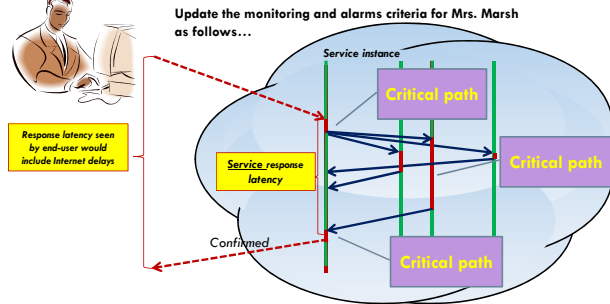 Update the monitoring and alarms criteria for Mrs. Marsh
as follows…
Service instance
Critical path
Response latency seen
by end-user would
include Internet delays
Service response
latency
Critical path
Confirmed
Critical path